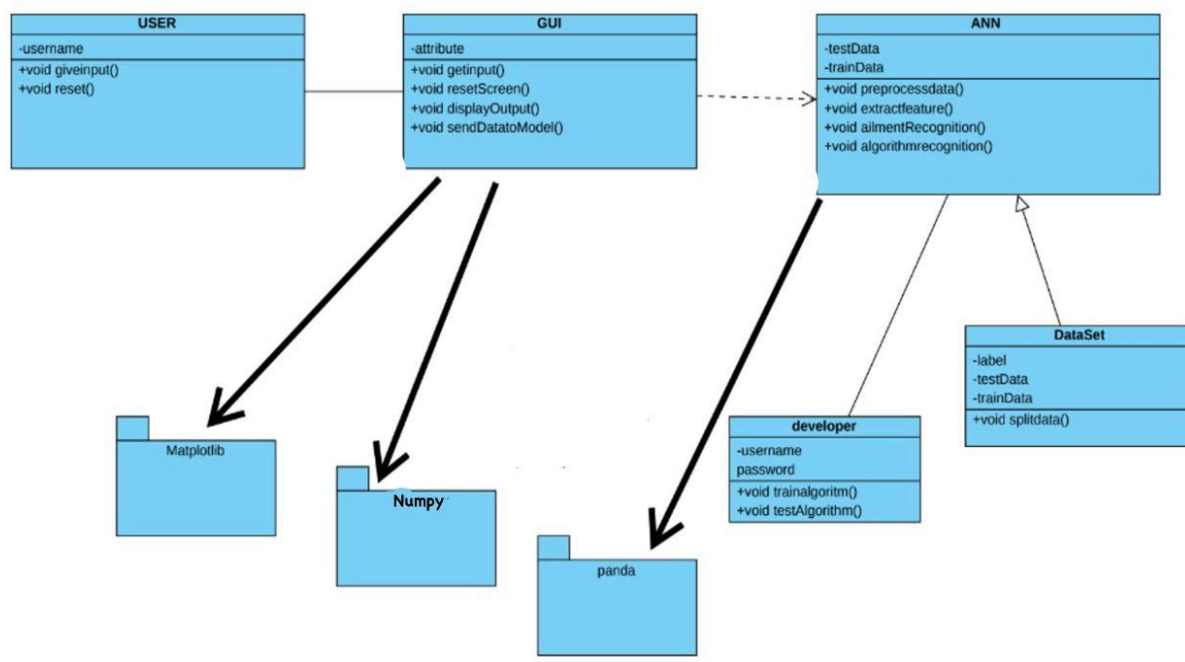 USER
-username
+void giveinput()
+void reset()
GUI
-attribute
+void getinput()
+void resetScreen()
+void displayOutput()
+void sendDatatoModel()
ANN
-testData
-trainData
+void preprocessdata()
+void extractfeature()
+void ailmentRecognition()
+void algorithmrecognition()
DataSet
-label
-testData
-trainData
+void splitdata()
developer
-username
password
+void trainalgoritm()
+void testAlgorithm()
Matplotlib
Numpy
panda